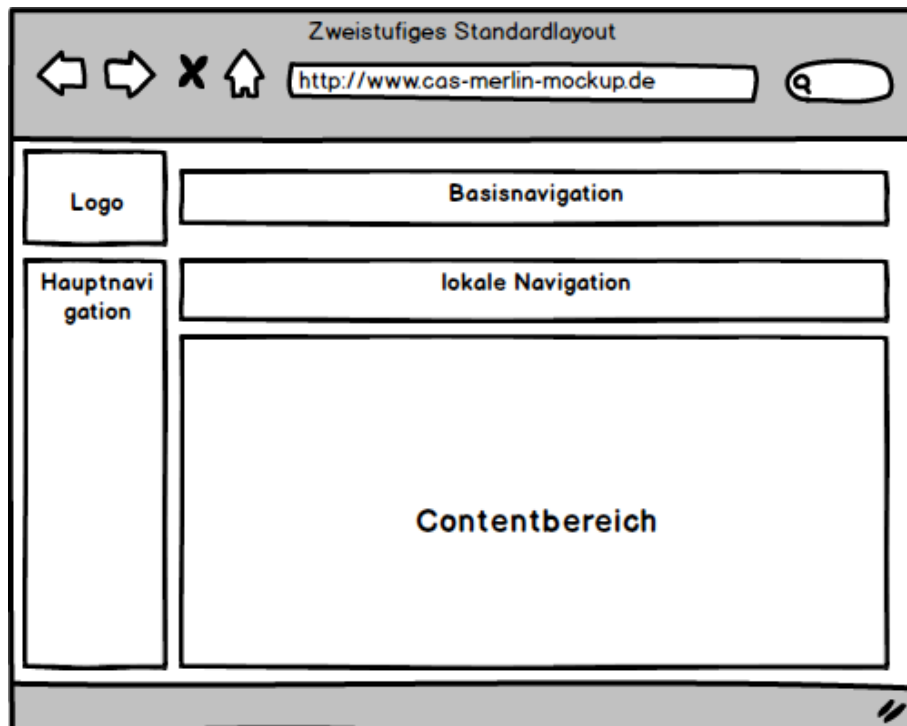 Zweistufiges Standardlayout
http://www.cas-merlin-mockup.de
Logo
Basisnavigation
Hauptnavi
gation
lokale Navigation
Contentbereich